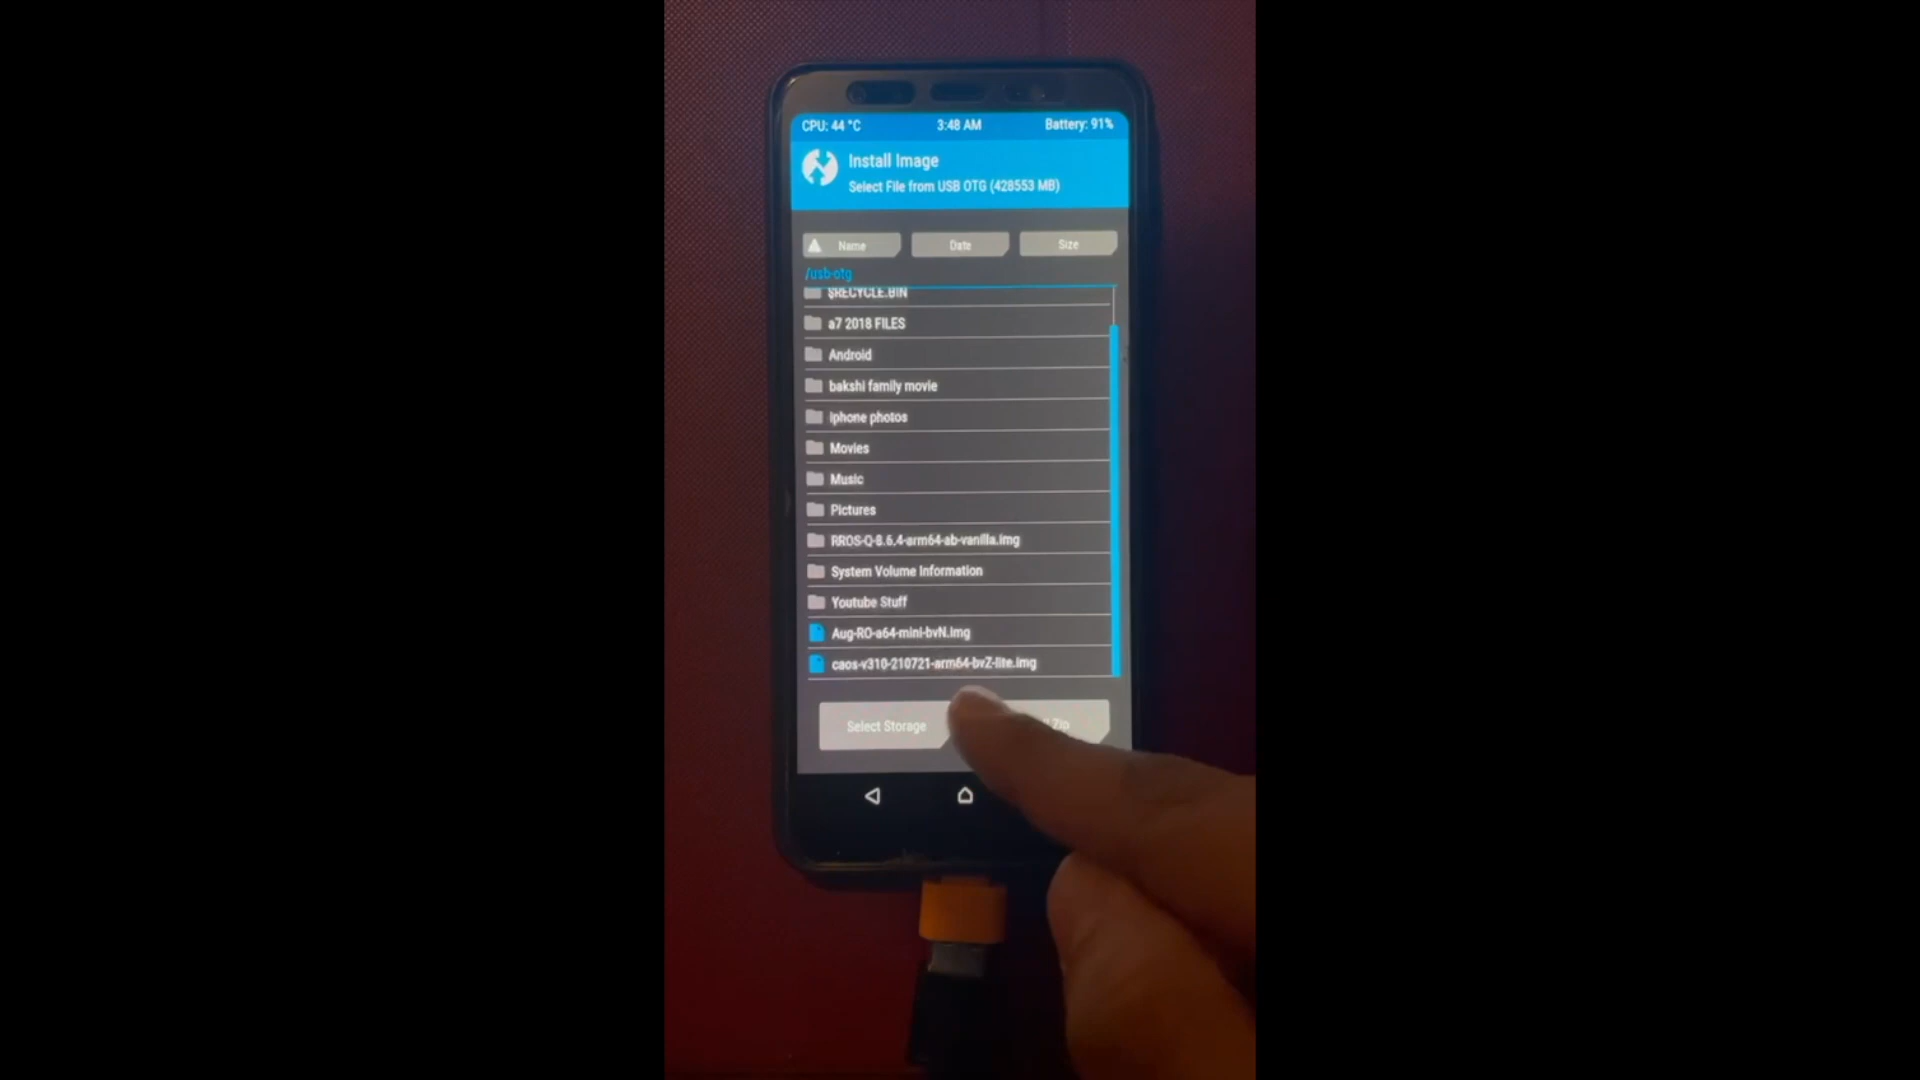 CPU: 44 °C 3:48 AM Battery: 91%
Install Image
Select File from USB OTG (428553 MB)
Name Date Size
/usb-otg
$RECYCLE.BIN
a7 2018 FILES
Android
bakshi family movie
Iphone photos
Movies
Music
Pictures
RROS-Q-8.6.4-arm64-ab-vanilla.img
System Volume Information
Youtube Stuff
Aug-RO-a64-mini-bvN.img
caos-v310-210721-arm64-bvZ-lite.img
Select Storage Zip